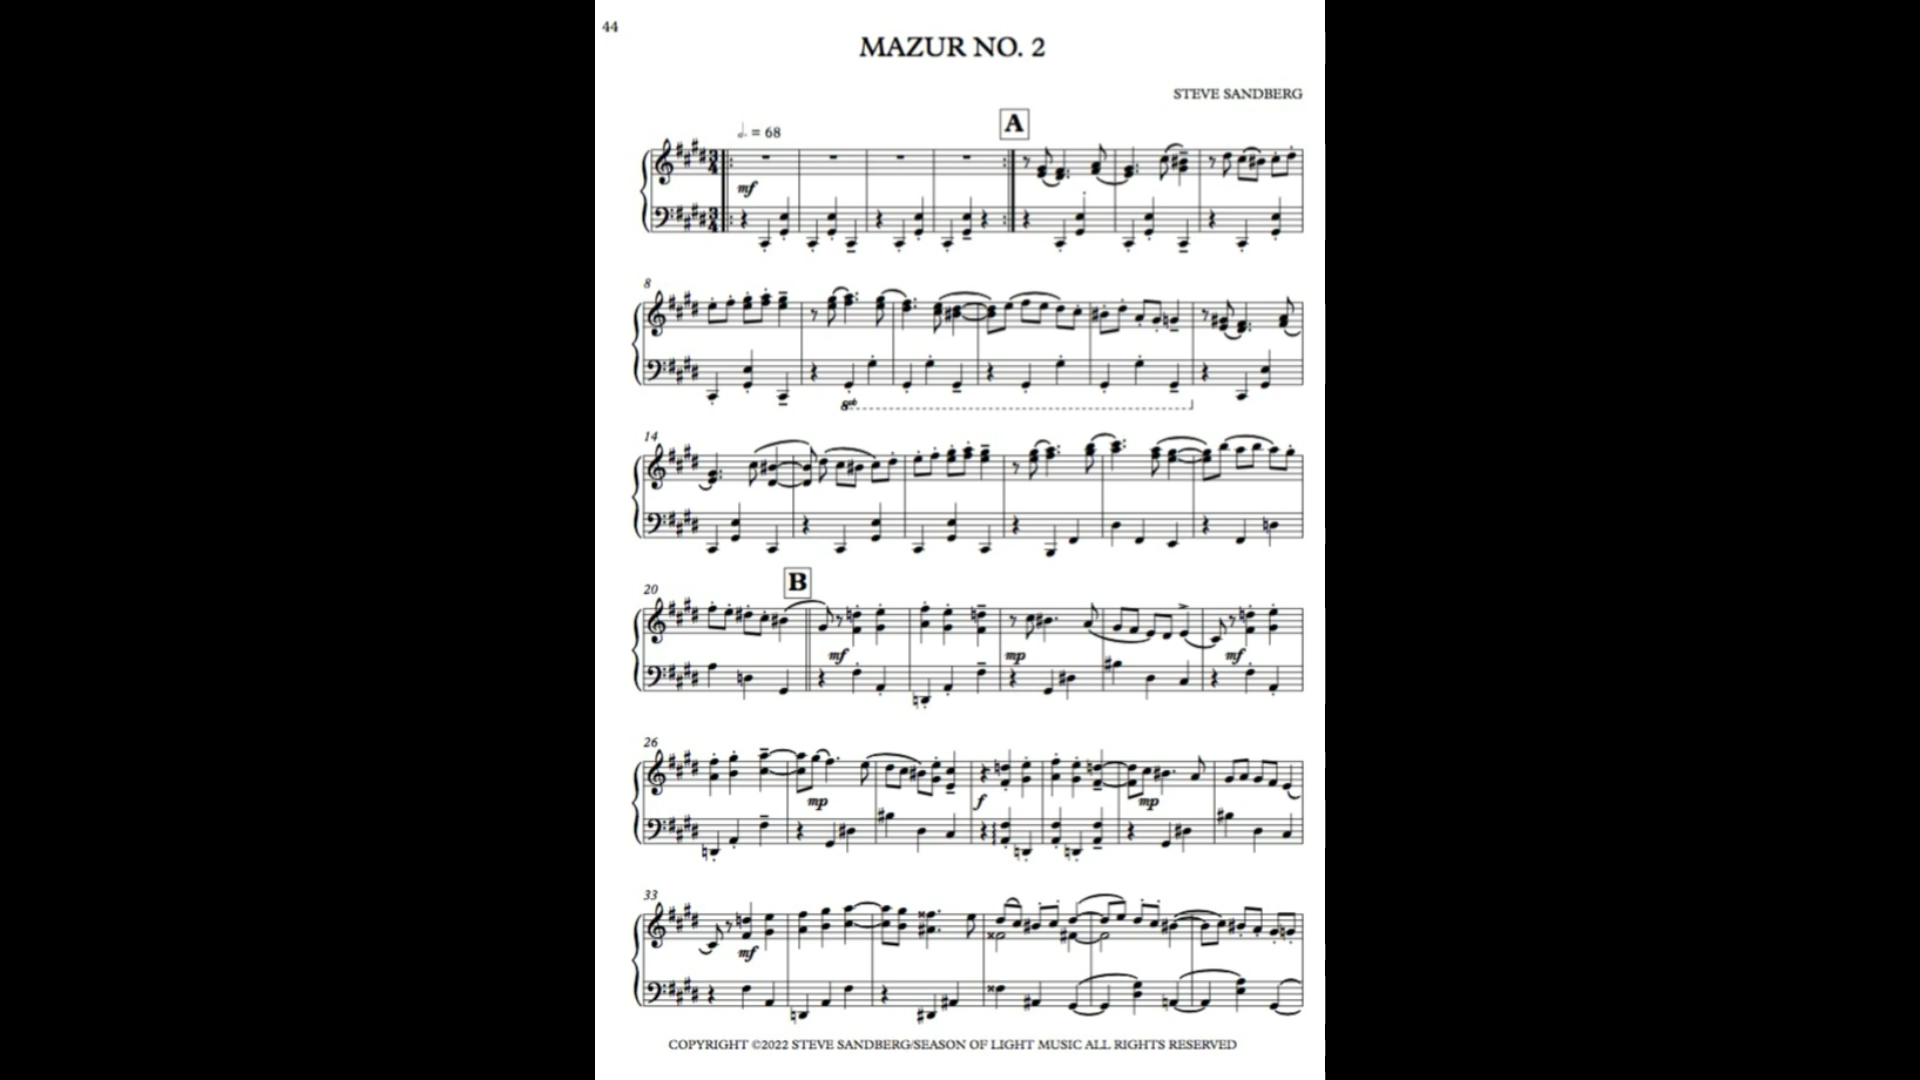 44
MAZUR NO. 2
STEVE SANDBERG
A
𝅗𝅥. = 68
mf
8
8vb
14
20
B
mf
mp
mf
26
mp
f
mp
33
mf
COPYRIGHT ©2022 STEVE SANDBERG/SEASON OF LIGHT MUSIC ALL RIGHTS RESERVED